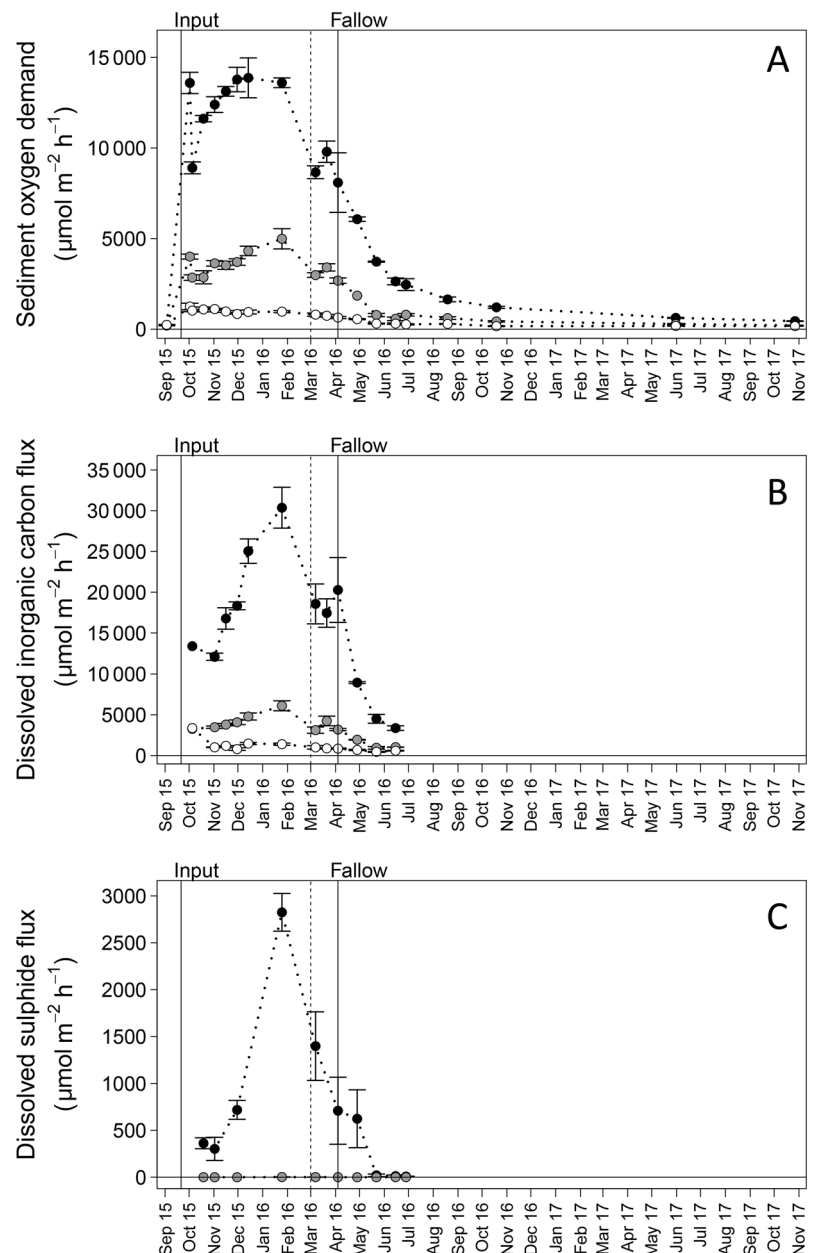 Input Fallow
A
Sediment oxygen demand
(µmol m−2 h−1)
15 000
10 000
5000
0
Sep 15 Oct 15 Nov 15 Dec 15 Jan 16 Feb 16 Mar 16 Apr 16 May 16 Jun 16 Jul 16 Aug 16 Sep 16 Oct 16 Nov 16 Dec 16 Jan 17 Feb 17 Mar 17 Apr 17 May 17 Jun 17 Jul 17 Aug 17 Sep 17 Oct 17 Nov 17
Input Fallow
B
Dissolved inorganic carbon flux
(µmol m−2 h−1)
35 000
30 000
25 000
20 000
15 000
10 000
5000
0
Sep 15 Oct 15 Nov 15 Dec 15 Jan 16 Feb 16 Mar 16 Apr 16 May 16 Jun 16 Jul 16 Aug 16 Sep 16 Oct 16 Nov 16 Dec 16 Jan 17 Feb 17 Mar 17 Apr 17 May 17 Jun 17 Jul 17 Aug 17 Sep 17 Oct 17 Nov 17
Input Fallow
C
Dissolved sulphide flux
(µmol m−2 h−1)
3000
2500
2000
1500
1000
500
0
Sep 15 Oct 15 Nov 15 Dec 15 Jan 16 Feb 16 Mar 16 Apr 16 May 16 Jun 16 Jul 16 Aug 16 Sep 16 Oct 16 Nov 16 Dec 16 Jan 17 Feb 17 Mar 17 Apr 17 May 17 Jun 17 Jul 17 Aug 17 Sep 17 Oct 17 Nov 17